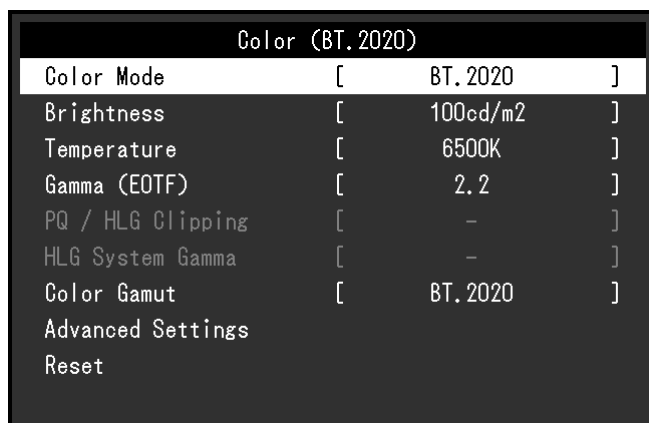 Color (BT.2020)
Color Mode [ BT.2020 ]
Brightness [ 100cd/m2 ]
Temperature [ 6500K ]
Gamma (EOTF) [ 2.2 ]
PQ / HLG Clipping [ - ]
HLG System Gamma [ - ]
Color Gamut [ BT.2020 ]
Advanced Settings
Reset